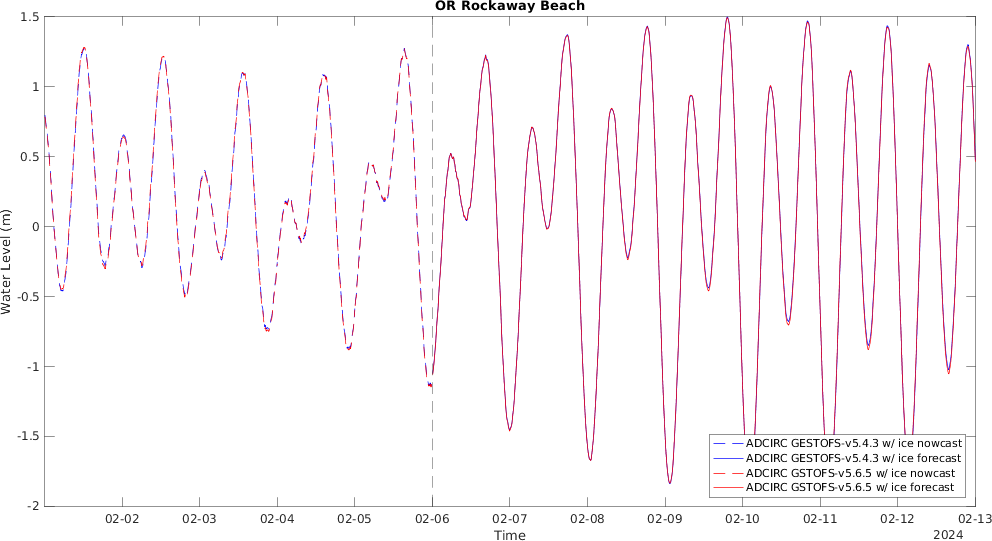 OR Rockaway Beach
1.5
1
0.5
0
-0.5
-1
-1.5
-2
Water Level (m)
ADCIRC GESTOFS-v5.4.3 w/ ice nowcast
ADCIRC GESTOFS-v5.4.3 w/ ice forecast
ADCIRC GSTOFS-v5.6.5 w/ ice nowcast
ADCIRC GSTOFS-v5.6.5 w/ ice forecast
02-02 02-03 02-04 02-05 02-06 02-07 02-08 02-09 02-10 02-11 02-12 02-13
Time
2024